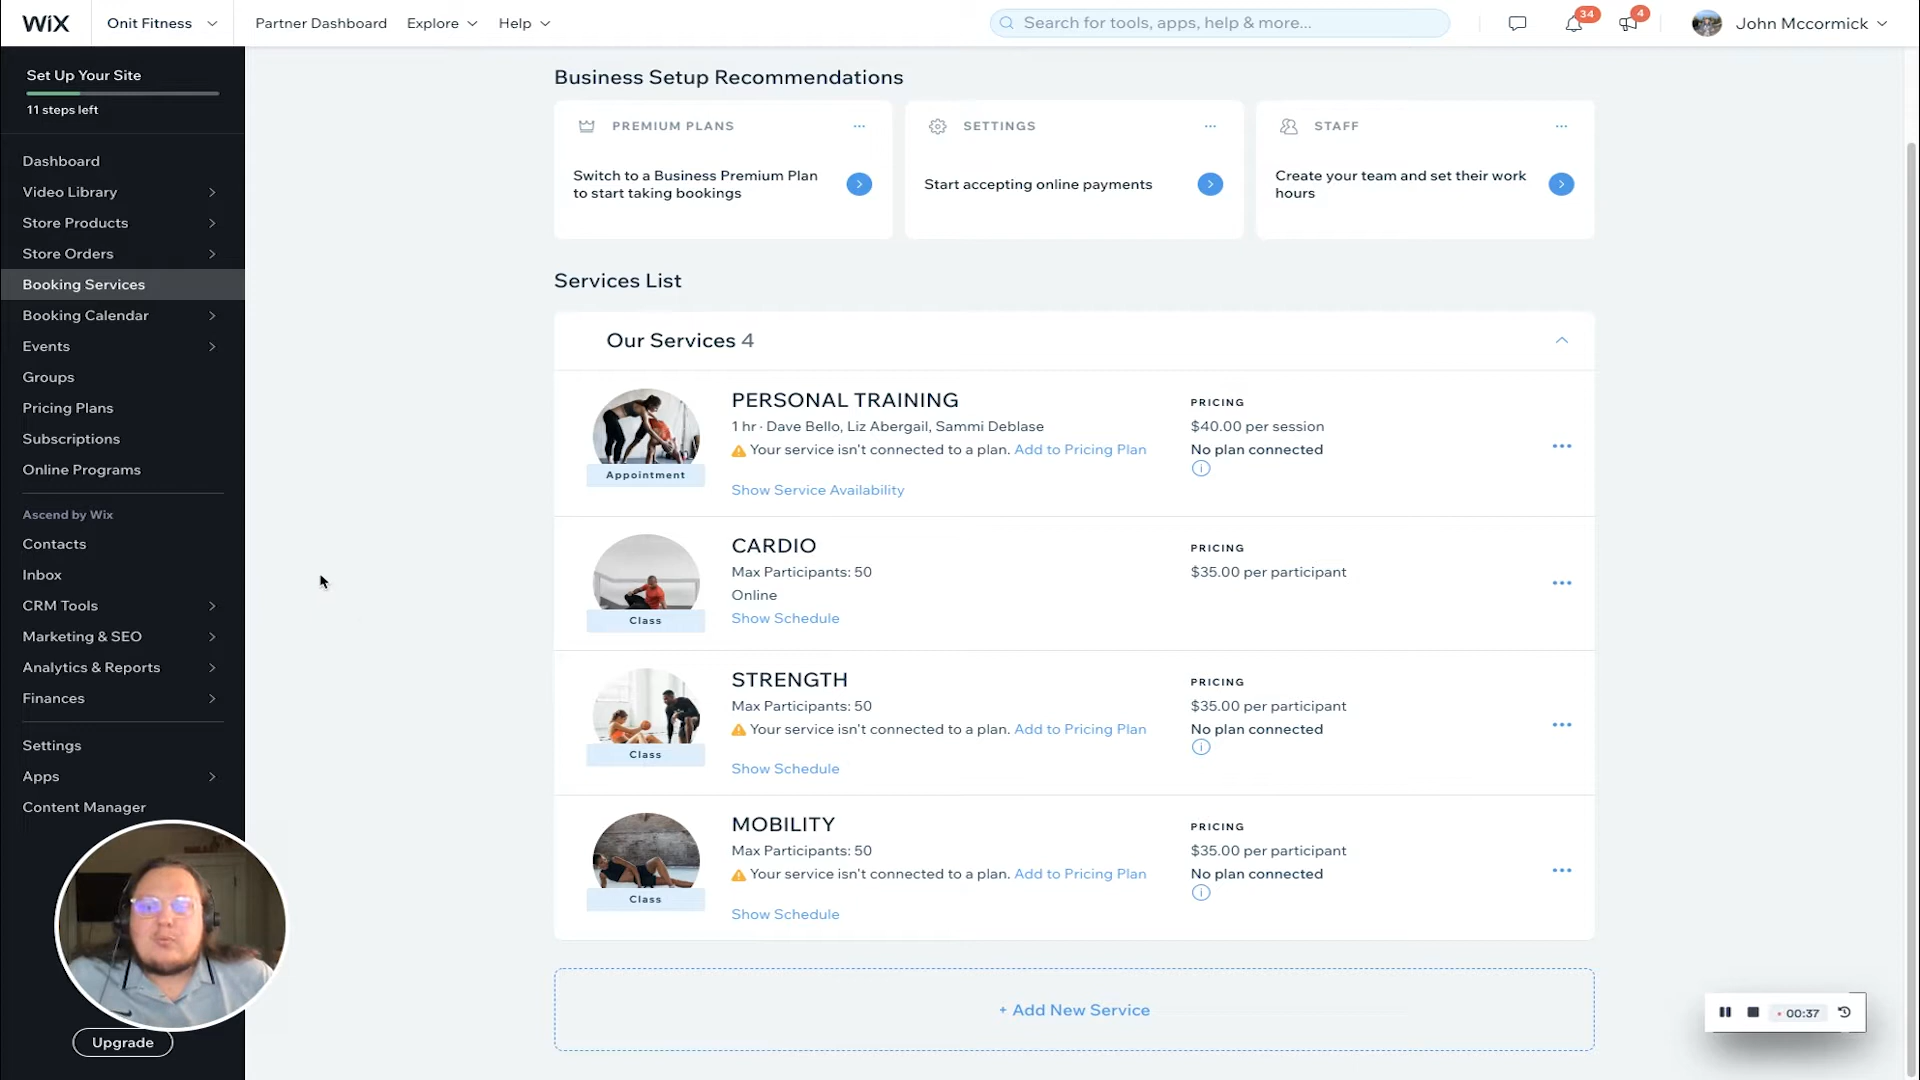 WIX
Onit Fitness
Partner Dashboard
Explore
Help
Search for tools, apps, help & more...
34
4
John Mccormick
Set Up Your Site
11 steps left
Dashboard
Video Library
Store Products
Store Orders
Booking Services
Booking Calendar
Events
Groups
Pricing Plans
Subscriptions
Online Programs
Ascend by Wix
Contacts
Inbox
CRM Tools
Marketing & SEO
Analytics & Reports
Finances
Settings
Apps
Content Manager
Upgrade
Business Setup Recommendations
PREMIUM PLANS
Switch to a Business Premium Plan
to start taking bookings
SETTINGS
Start accepting online payments
STAFF
Create your team and set their work
hours
Services List
Our Services 4
Appointment
PERSONAL TRAINING
1 hr · Dave Bello, Liz Abergail, Sammi Deblase
Your service isn't connected to a plan. Add to Pricing Plan
Show Service Availability
PRICING
$40.00 per session
No plan connected
Class
CARDIO
Max Participants: 50
Online
Show Schedule
PRICING
$35.00 per participant
Class
STRENGTH
Max Participants: 50
Your service isn't connected to a plan. Add to Pricing Plan
Show Schedule
PRICING
$35.00 per participant
No plan connected
Class
MOBILITY
Max Participants: 50
Your service isn't connected to a plan. Add to Pricing Plan
Show Schedule
PRICING
$35.00 per participant
No plan connected
+ Add New Service
00:37